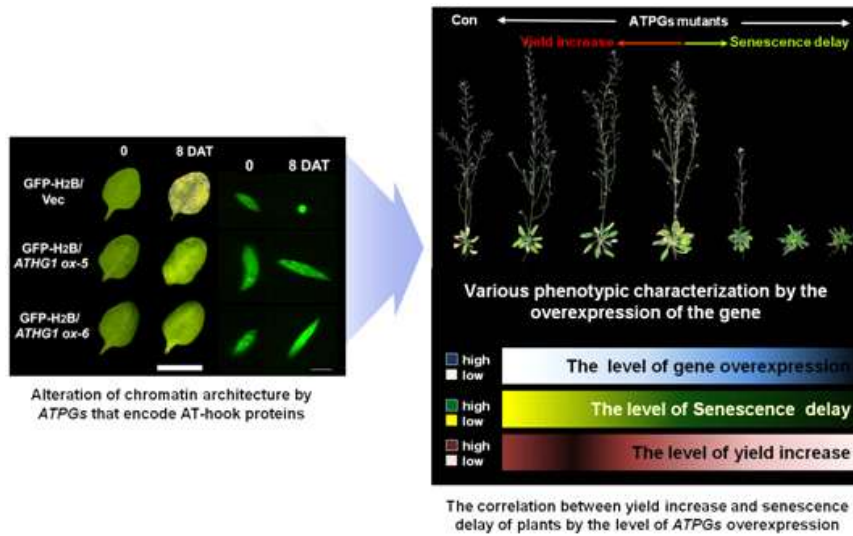 0 8 DAT
0 8 DAT
GFP-H2B/
Vec
GFP-H2B/
ATHG1 ox-5
GFP-H2B/
ATHG1 ox-6
Alteration of chromatin architecture by
ATPGs that encode AT-hook proteins
Con ATPGs mutants
Yield increase Senescence delay
Various phenotypic characterization by the
overexpression of the gene
high
low
The level of gene overexpression
high
low
The level of Senescence delay
high
low
The level of yield increase
The correlation between yield increase and senescence
delay of plants by the level of ATPGs overexpression